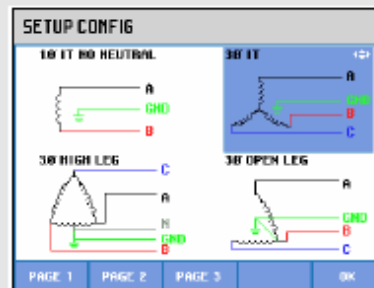 SETUP CONFIG
1Ø IT NO NEUTRAL
A
GND
B
3Ø IT
A
GND
B
C
3Ø HIGH LEG
C
A
N
GND
B
3Ø OPEN LEG
A
GND
B
C
PAGE 1
PAGE 2
PAGE 3
OK